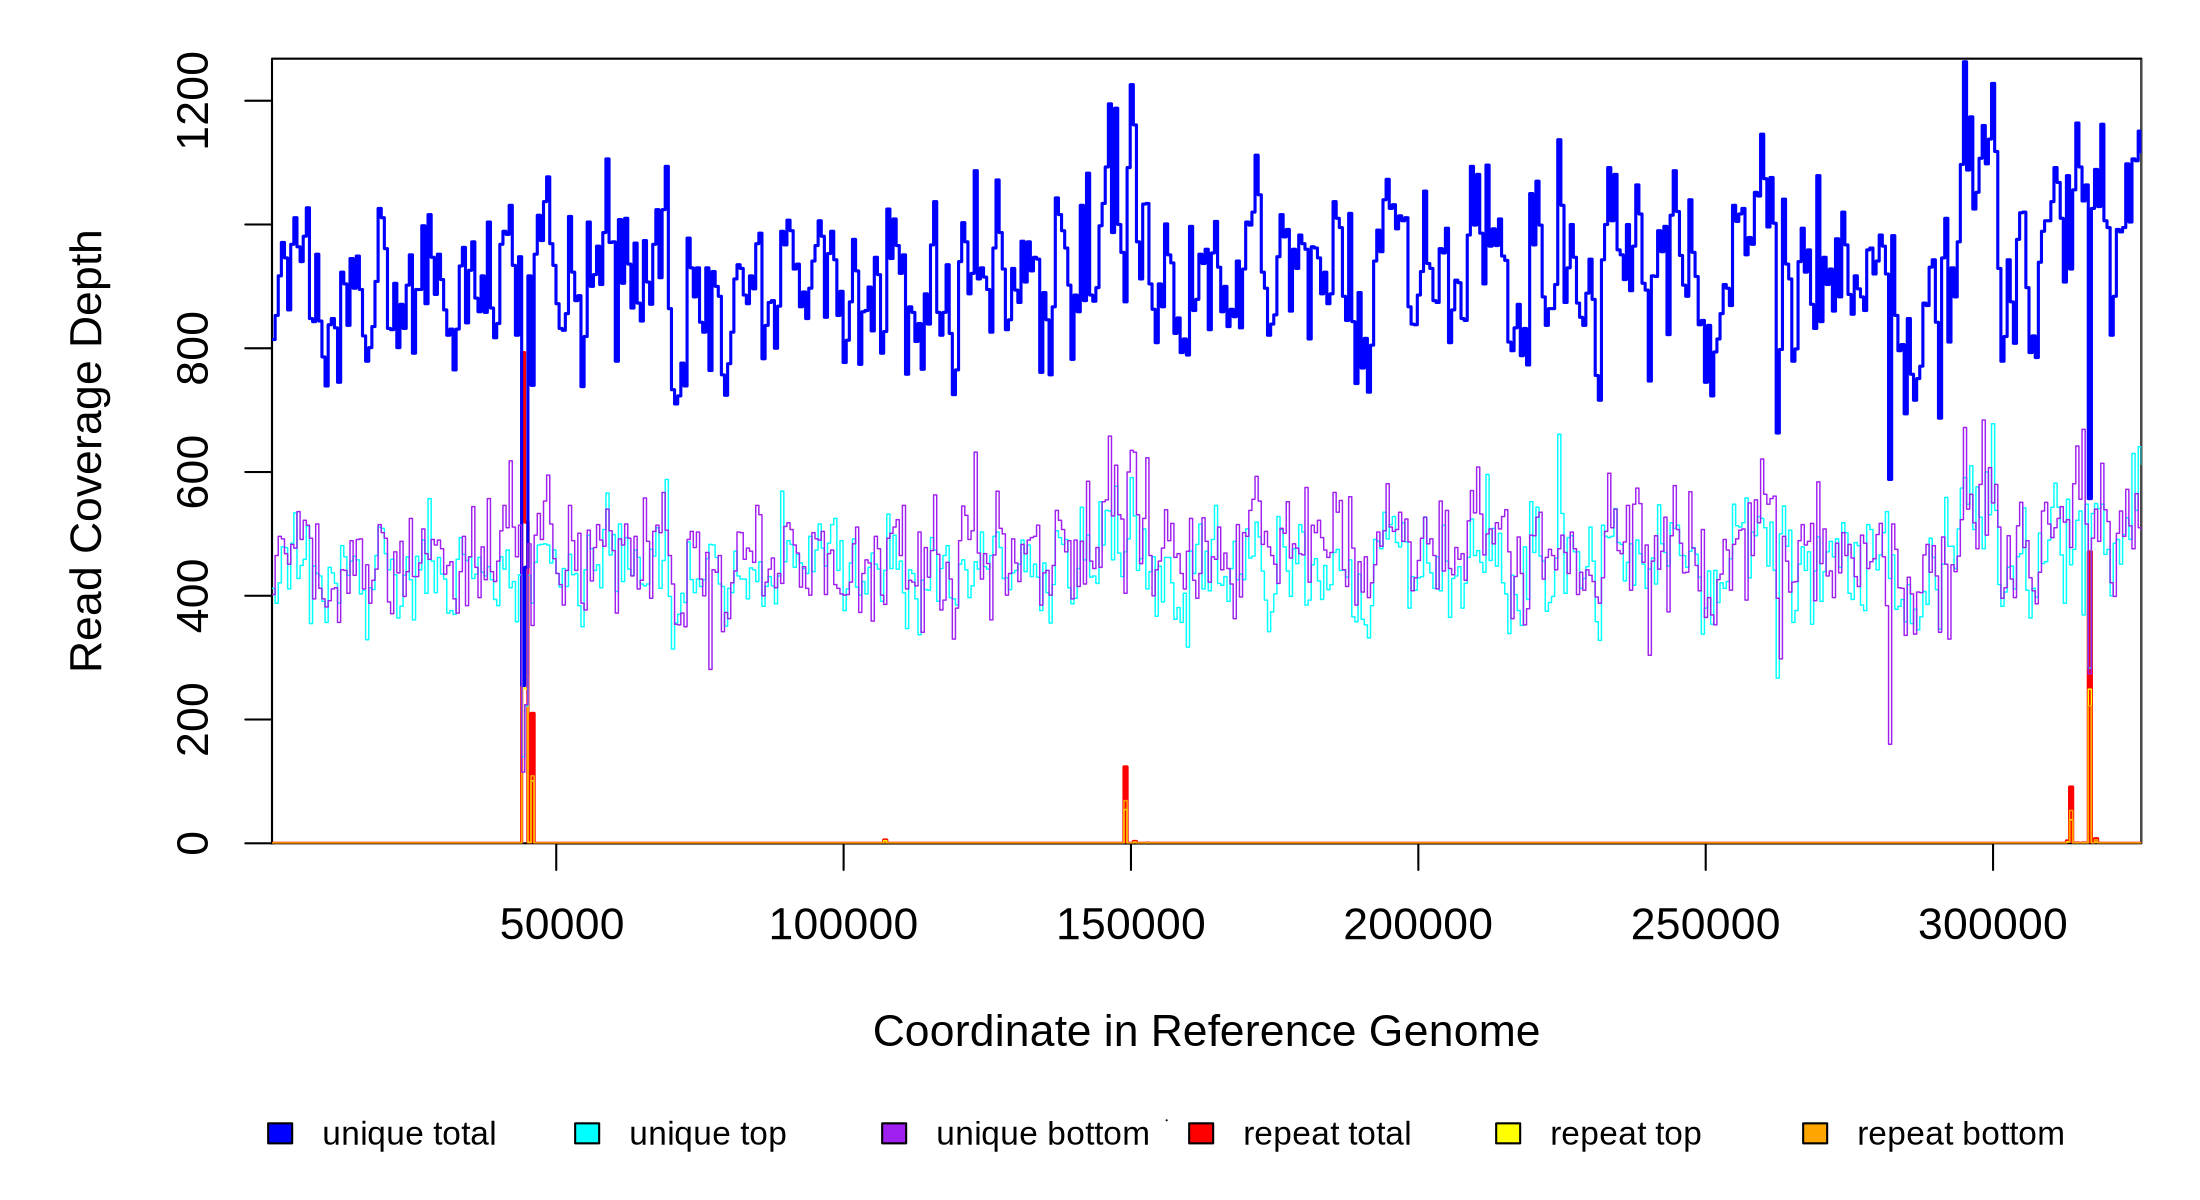 Read Coverage Depth
1200
800
600
400
200
0
50000 100000 150000 200000 250000 300000
Coordinate in Reference Genome
unique total unique top unique bottom repeat total repeat top repeat bottom